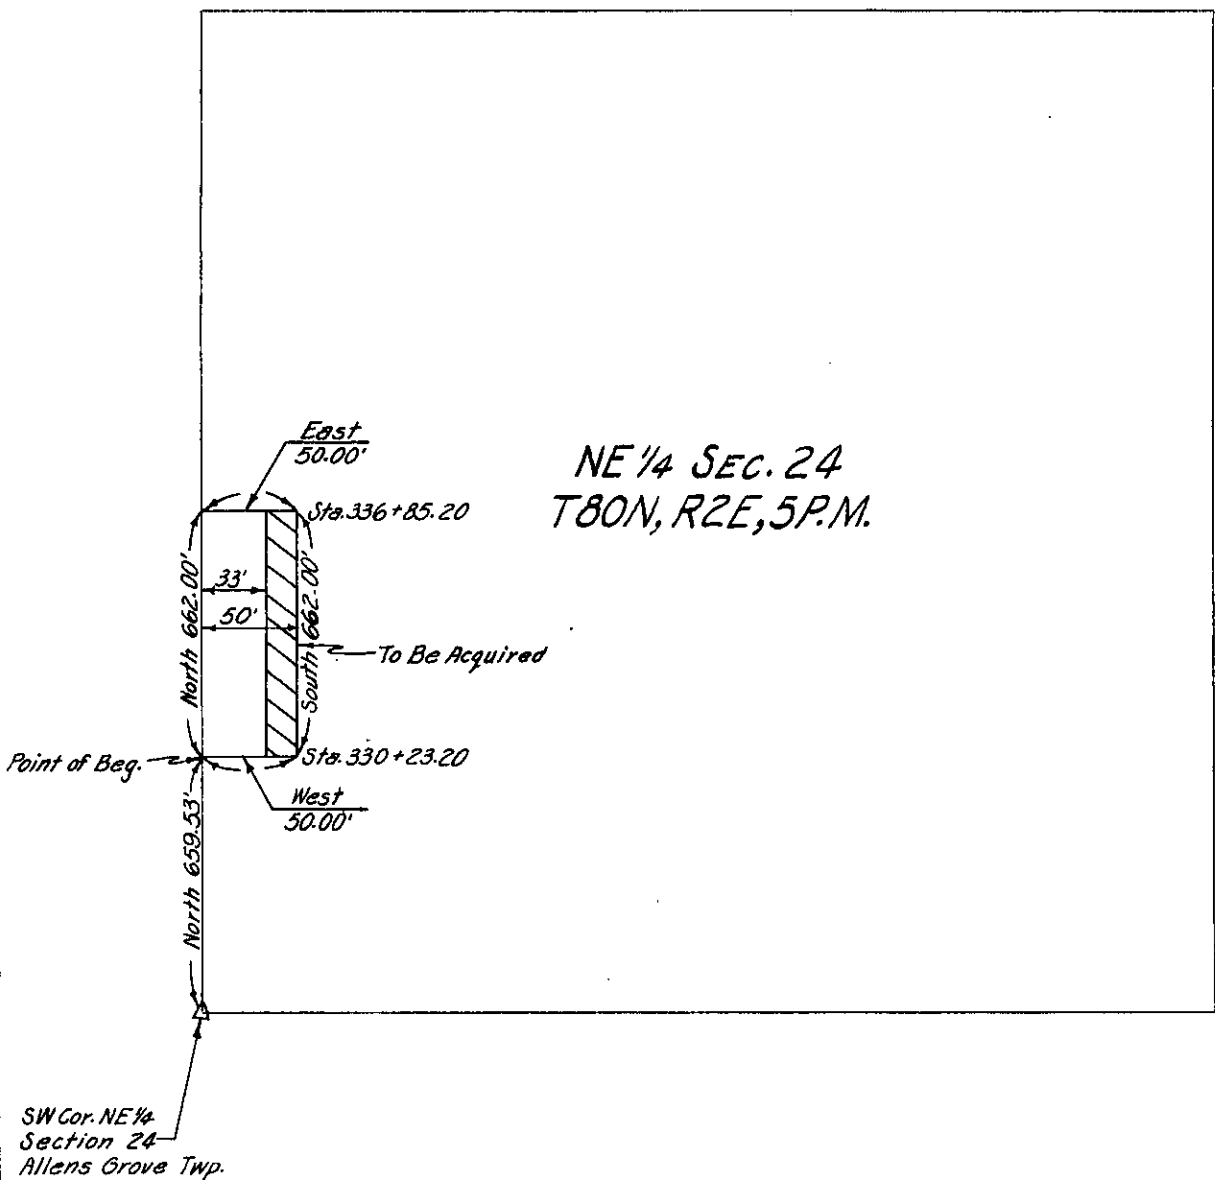 East
50.00'
Sta. 336+85.20
NE 1/4 SEC. 24
T80N, R2E, 5P.M.
North 662.00'
33'
50'
South 662.00'
To Be Acquired
Point of Beg.
Sta. 330+23.20
West
50.00'
North 659.53'
SW Cor. NE 1/4
Section 24
Allens Grove Twp.